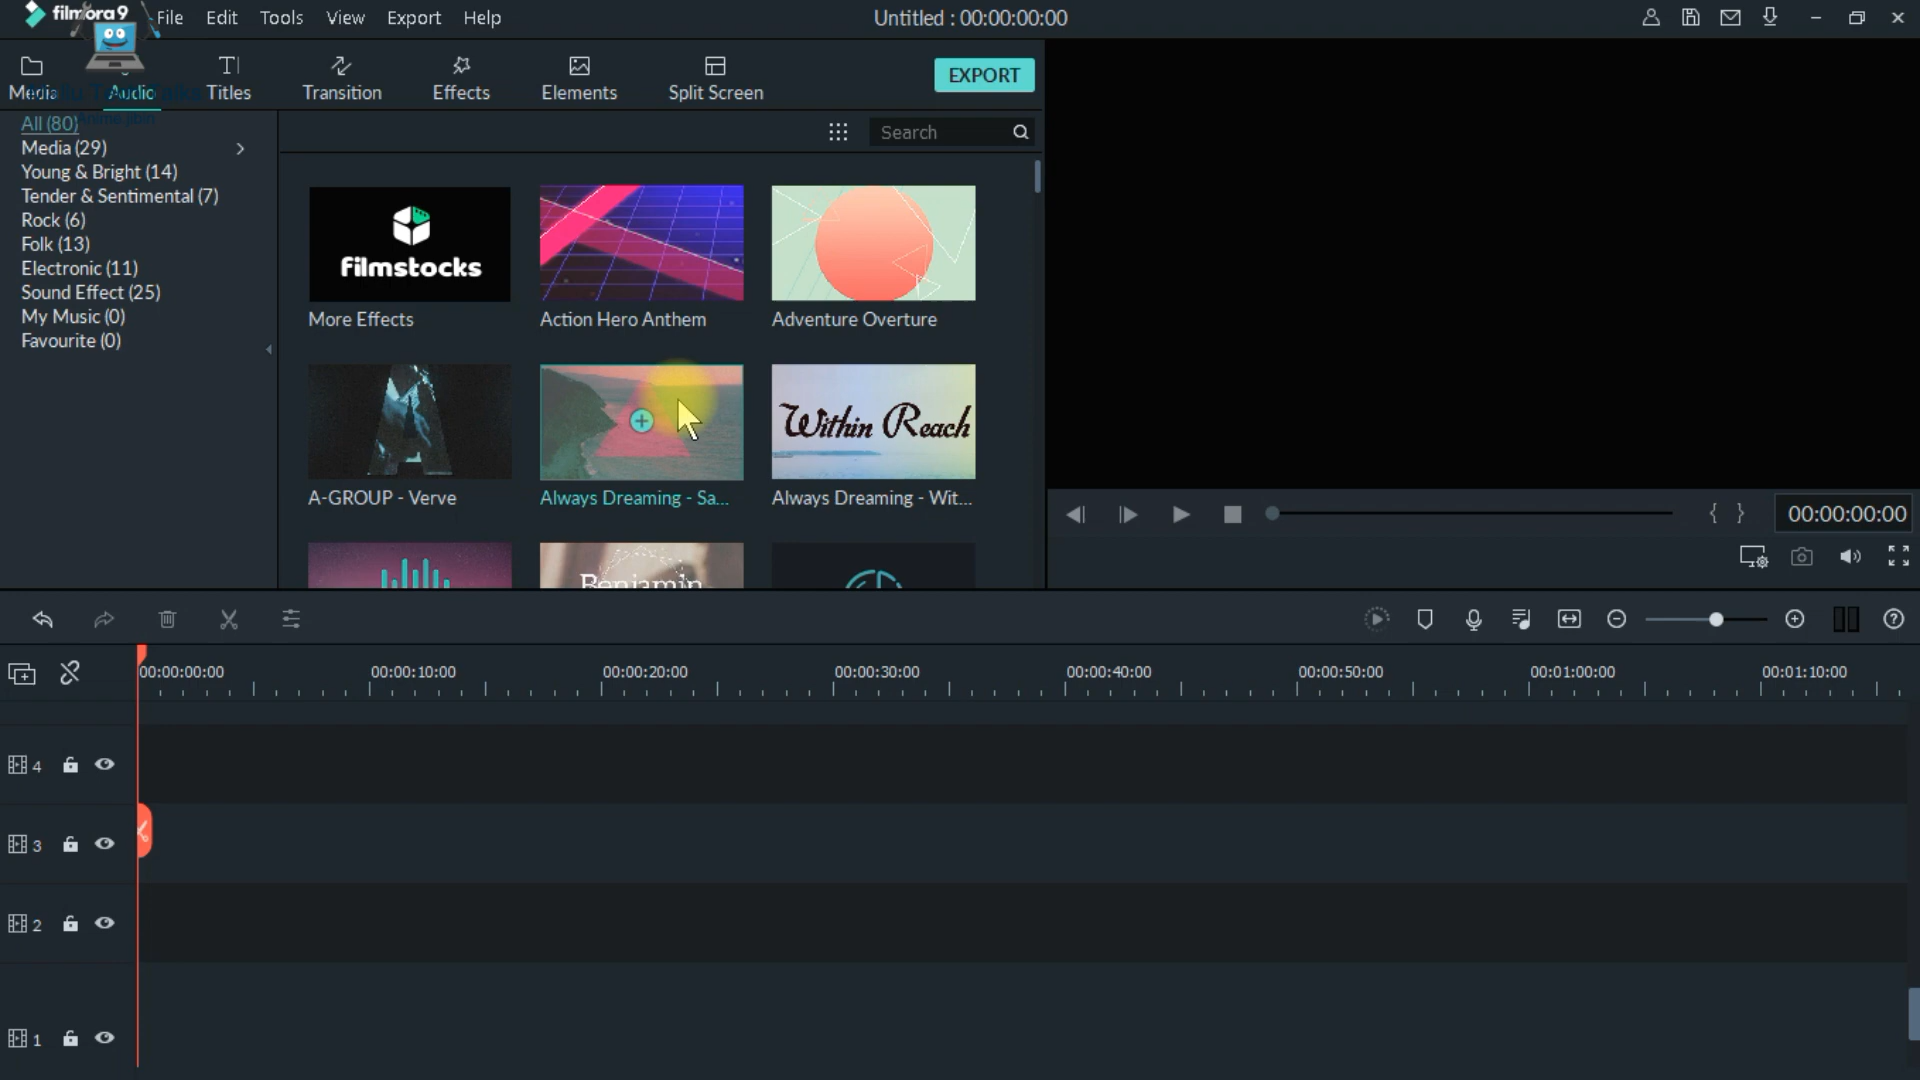 filmora9 File Edit Tools View Export Help Untitled : 00:00:00:00
Media Audio Titles Transition Effects Elements Split Screen EXPORT
All (80)
Media (29)
Young & Bright (14)
Tender & Sentimental (7)
Rock (6)
Folk (13)
Electronic (11)
Sound Effect (25)
My Music (0)
Favourite (0)
Search
filmstocks
More Effects Action Hero Anthem Adventure Overture
Within Reach
A-GROUP - Verve Always Dreaming - Sa... Always Dreaming - Wit...
Benjamin
00:00:00:00
00:00:00:00 00:00:10:00 00:00:20:00 00:00:30:00 00:00:40:00 00:00:50:00 00:01:00:00 00:01:10:00
4
3
2
1